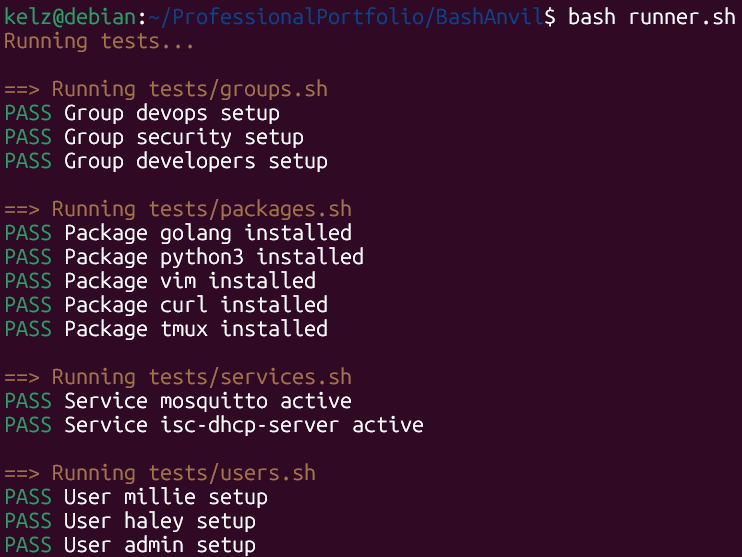 kelz@debian:~/ProfessionalPortfolio/BashAnvil$ bash runner.sh
Running tests...
==> Running tests/groups.sh
PASS Group devops setup
PASS Group security setup
PASS Group developers setup
==> Running tests/packages.sh
PASS Package golang installed
PASS Package python3 installed
PASS Package vim installed
PASS Package curl installed
PASS Package tmux installed
==> Running tests/services.sh
PASS Service mosquitto active
PASS Service isc-dhcp-server active
==> Running tests/users.sh
PASS User millie setup
PASS User haley setup
PASS User admin setup